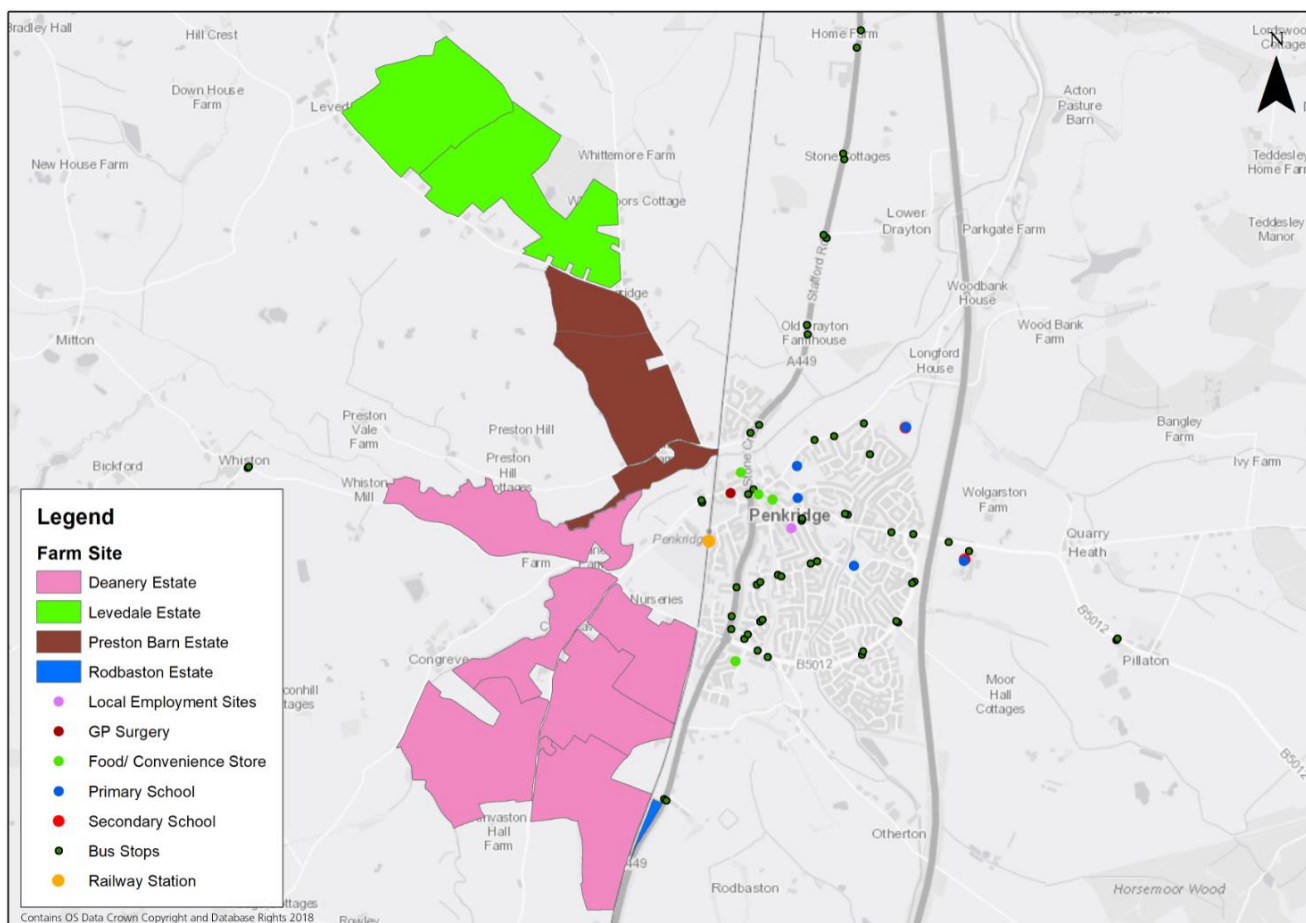 Bradley Hall
Hill Crest
Home Farm
N
Down House
Farm
Acton
Pasture
Barn
New House Farm
Whittemore Farm
Stone Cottages
Teddesley
Home Farm
Cottage
Lower
Drayton
Parkgate Farm
Teddesley
Manor
Stafford
Woodbank
House
Mitton
Old Drayton
Farmhouse
A449
Wood Bank
Farm
Longford
House
Preston
Vale
Farm
Preston Hill
Bangley
Farm
Bickford
Whiston
Preston
Hill
Ivy Farm
Whiston
Mill
Wolgarston
Farm
Penkridge
Quarry
Heath
Farm
Nurseries
B5012
Pillaton
Congreve
B5012
Moor
Hall
Cottages
B5012
Hall
Farm
Otherton
Rodbaston
Horsemoor Wood
Legend
Farm Site
Deanery Estate
Levedale Estate
Preston Barn Estate
Rodbaston Estate
Local Employment Sites
GP Surgery
Food/ Convenience Store
Primary School
Secondary School
Bus Stops
Railway Station
Contains OS Data Crown Copyright and Database Rights 2018